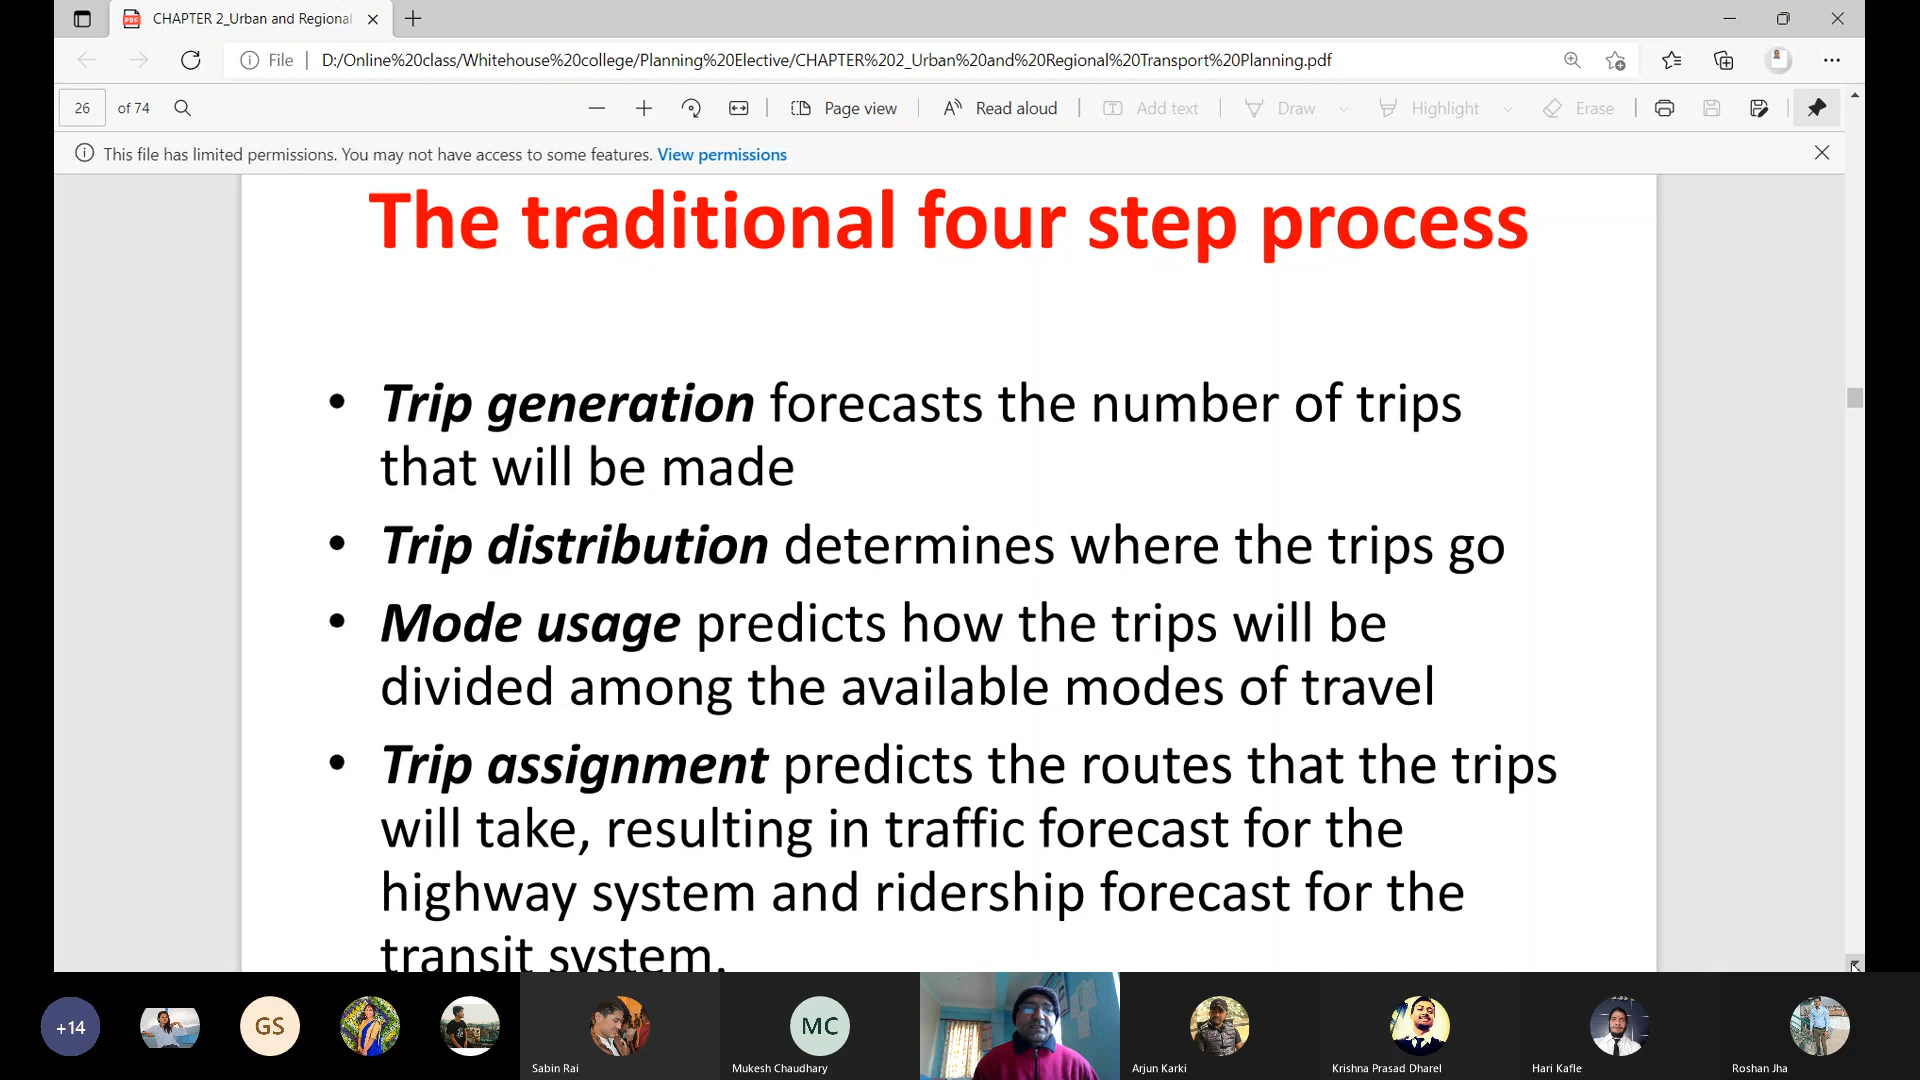 CHAPTER 2_Urban and Regional
File
D:/Online%20class/Whitehouse%20college/Planning%20Elective/CHAPTER%202_Urban%20and%20Regional%20Transport%20Planning.pdf
26 of 74
Page view
Read aloud
Add text
Draw
Highlight
Erase
This file has limited permissions. You may not have access to some features. View permissions
The traditional four step process
• Trip generation forecasts the number of trips
that will be made
• Trip distribution determines where the trips go
• Mode usage predicts how the trips will be
divided among the available modes of travel
• Trip assignment predicts the routes that the trips
will take, resulting in traffic forecast for the
highway system and ridership forecast for the
transit system.
+14
GS
MC
Sabin Rai
Mukesh Chaudhary
Arjun Karki
Krishna Prasad Dharel
Hari Kafle
Roshan Jha